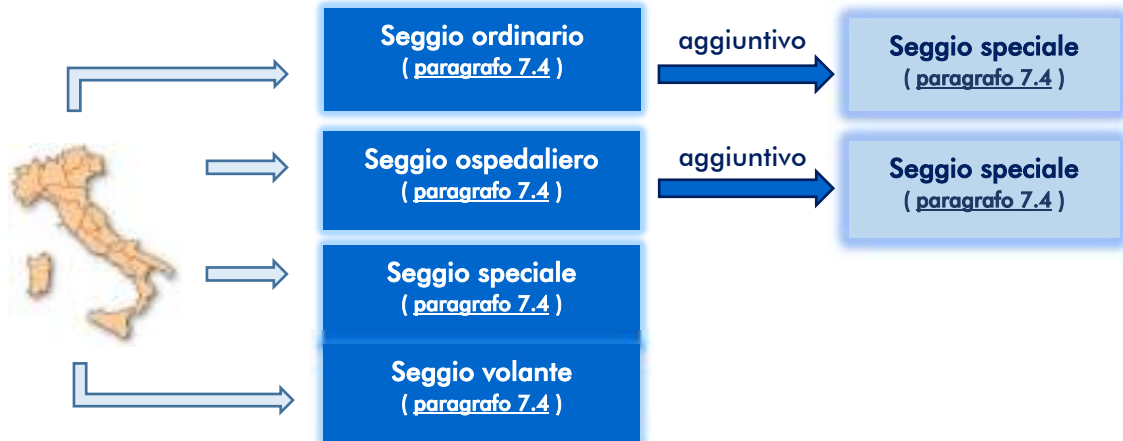 Seggio ordinario
( paragrafo 7.4 )
aggiuntivo
Seggio speciale
( paragrafo 7.4 )
Seggio ospedaliero
( paragrafo 7.4 )
aggiuntivo
Seggio speciale
( paragrafo 7.4 )
Seggio speciale
( paragrafo 7.4 )
Seggio volante
( paragrafo 7.4 )